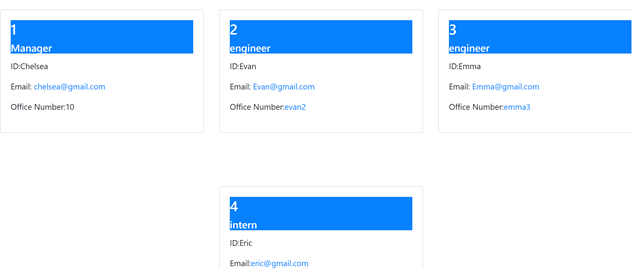 1
Manager
ID:Chelsea
Email: chelsea@gmail.com
Office Number:10
2
engineer
ID:Evan
Email: Evan@gmail.com
Office Number:evan2
3
engineer
ID:Emma
Email: Emma@gmail.com
Office Number:emma3
4
intern
ID:Eric
Email:eric@gmail.com